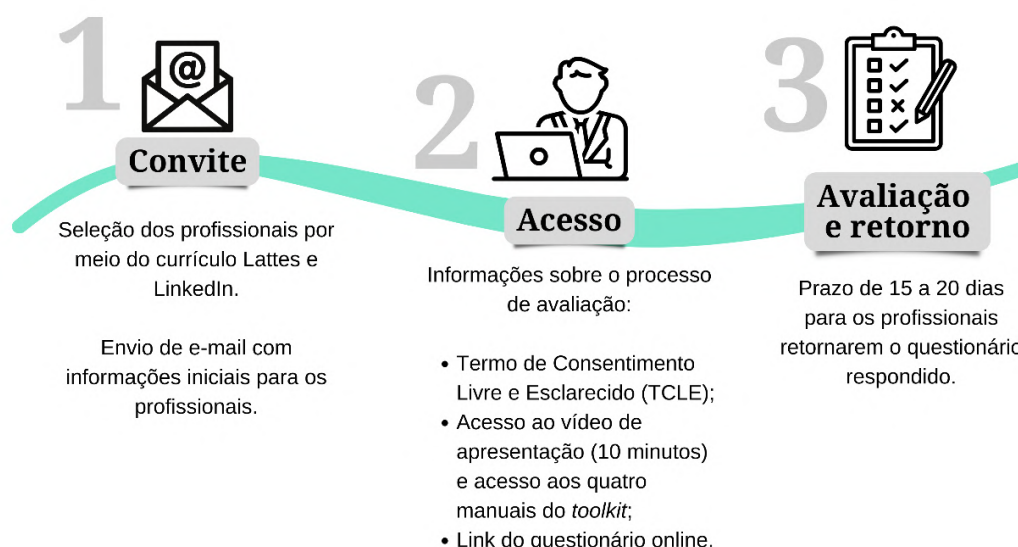 1
Convite
Seleção dos profissionais por
meio do currículo Lattes e
LinkedIn.
Envio de e-mail com
informações iniciais para os
profissionais.
2
Acesso
Informações sobre o processo
de avaliação:
• Termo de Consentimento
Livre e Esclarecido (TCLE);
• Acesso ao vídeo de
apresentação (10 minutos)
e acesso aos quatro
manuais do toolkit;
• Link do questionário online.
3
Avaliação
e retorno
Prazo de 15 a 20 dias
para os profissionais
retornarem o questionário
respondido.
@